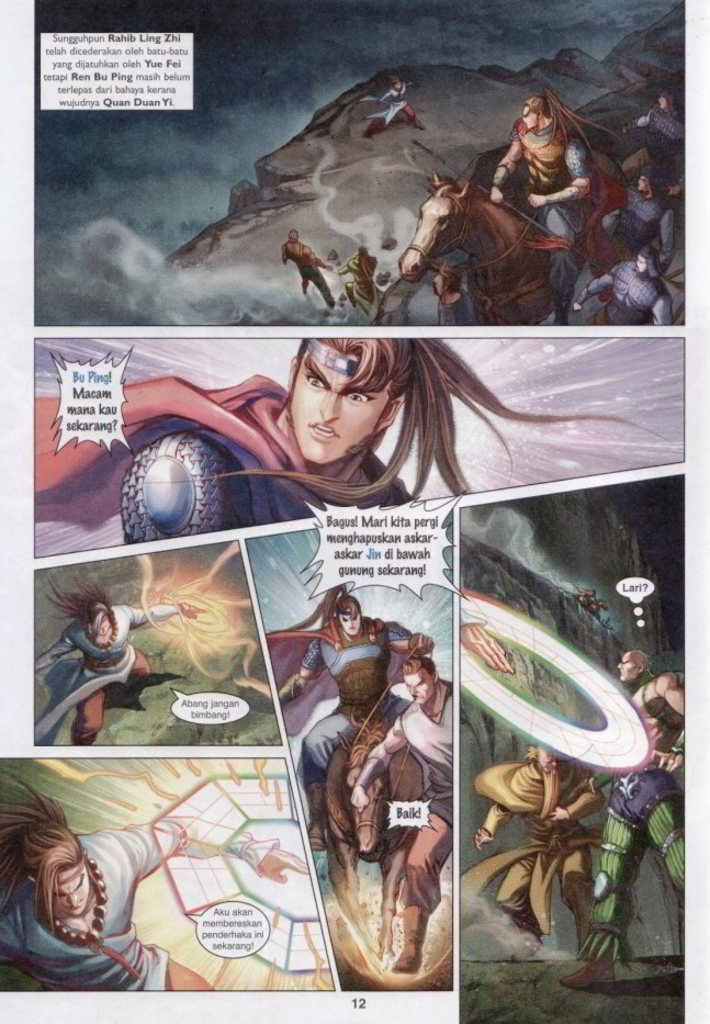 Sungguhpun Rahib Ling Zhi
telah dicederakan oleh batu-batu
yang dijatuhkan oleh Yue Fei
tetapi Ren Bu Ping masih belum
terlepas dari bahaya kerana
wujudnya Quan Duan Yi.
Bu Ping!
Macam
mana kau
sekarang?
Bagus! Mari kita pergi
menghapuskan askar-
askar Jin di bawah
gunung sekarang!
Lari?
Abang jangan
bimbang!
Baik!
Aku akan
membereskan
penderhaka ini
sekarang!
12